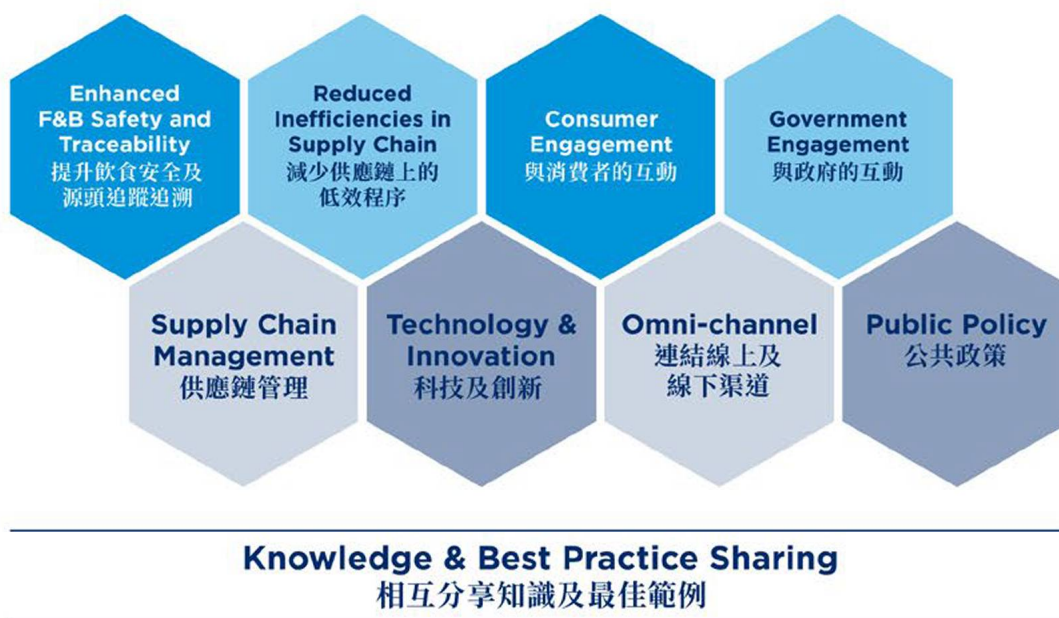 Enhanced
F&B Safety and
Traceability
提升飲食安全及
源頭追蹤追溯
Reduced
Inefficiencies in
Supply Chain
減少供應鏈上的
低效程序
Consumer
Engagement
與消費者的互動
Government
Engagement
與政府的互動
Supply Chain
Management
供應鏈管理
Technology &
Innovation
科技及創新
Omni-channel
連結線上及
線下渠道
Public Policy
公共政策
Knowledge & Best Practice Sharing
相互分享知識及最佳範例